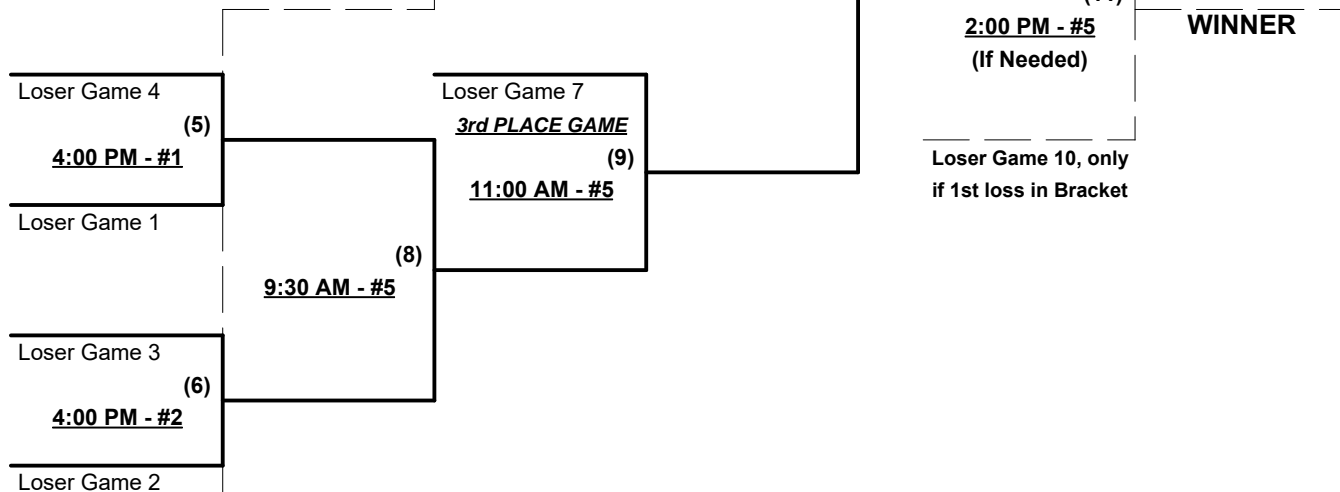 2:00 PM - #5
WINNER
(If Needed)
Loser Game 4
(5)
4:00 PM - #1
Loser Game 1
Loser Game 7
3rd PLACE GAME
(9)
11:00 AM - #5
Loser Game 10, only
if 1st loss in Bracket
(8)
9:30 AM - #5
Loser Game 3
(6)
4:00 PM - #2
Loser Game 2